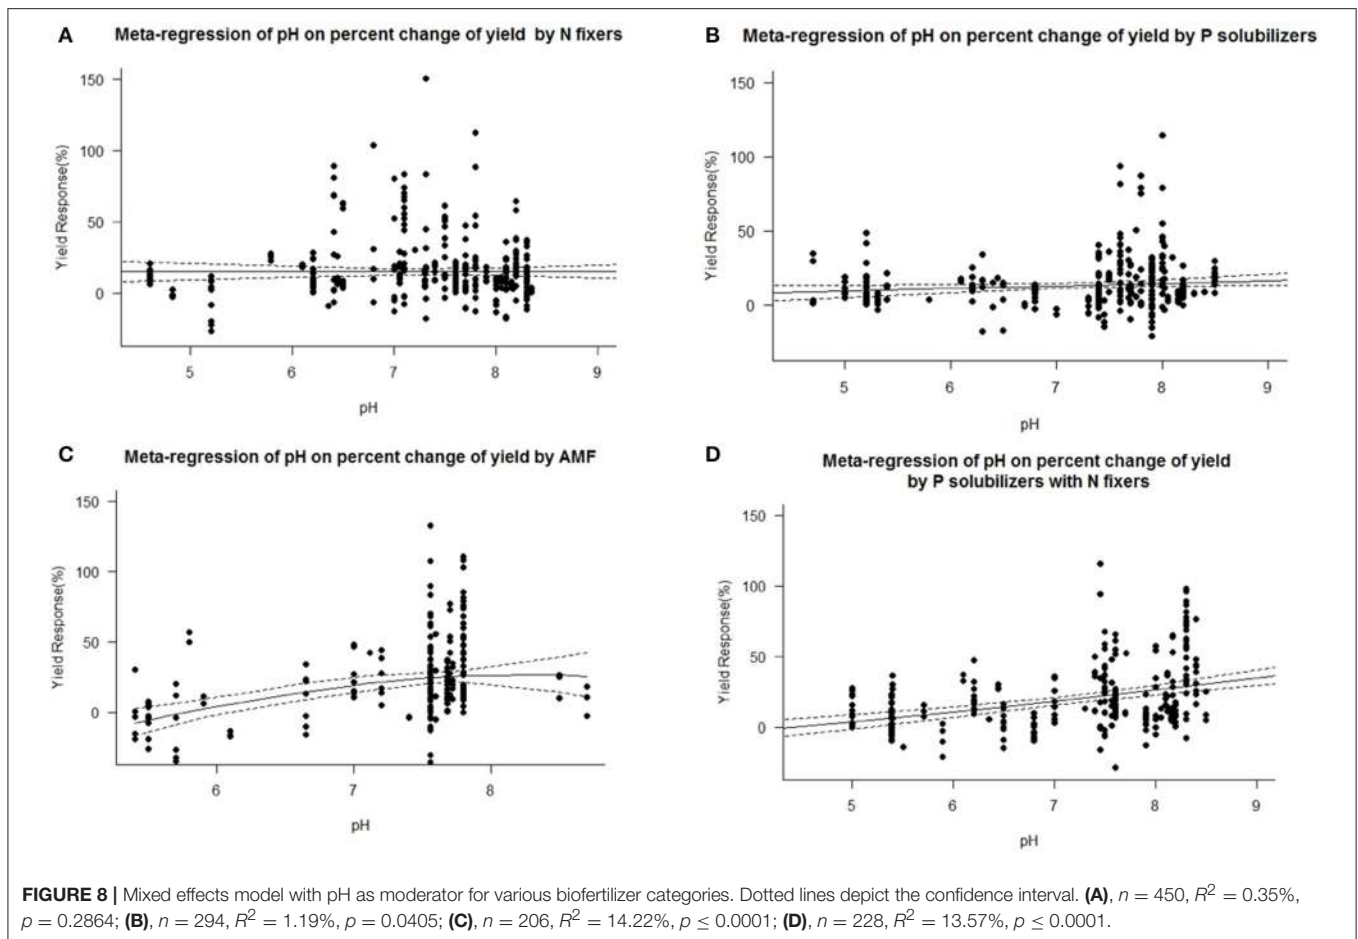 A
Meta-regression of pH on percent change of yield by N fixers
Yield Response(%)
150
100
50
0
5 6 7 8 9
pH
B
Meta-regression of pH on percent change of yield by P solubilizers
Yield Response(%)
150
100
50
0
5 6 7 8 9
pH
C
Meta-regression of pH on percent change of yield by AMF
Yield Response(%)
150
100
50
0
6 7 8
pH
D
Meta-regression of pH on percent change of yield
by P solubilizers with N fixers
Yield Response(%)
150
100
50
0
5 6 7 8 9
pH
FIGURE 8 | Mixed effects model with pH as moderator for various biofertilizer categories. Dotted lines depict the confidence interval. (A), n = 450, R² = 0.35%,
p = 0.2864; (B), n = 294, R² = 1.19%, p = 0.0405; (C), n = 206, R² = 14.22%, p ≤ 0.0001; (D), n = 228, R² = 13.57%, p ≤ 0.0001.